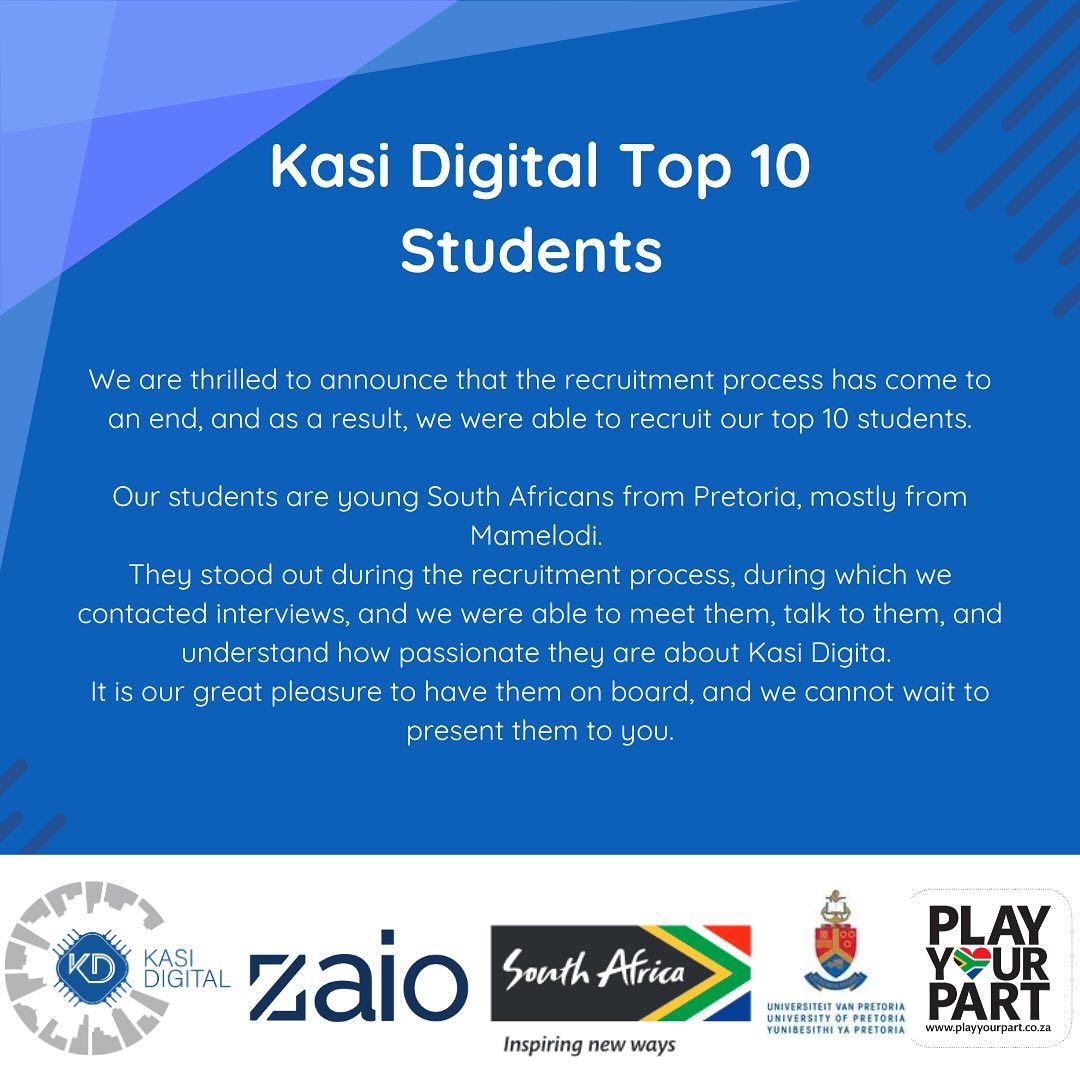 Kasi Digital Top 10
Students
We are thrilled to announce that the recruitment process has come to
an end, and as a result, we were able to recruit our top 10 students.
Our students are young South Africans from Pretoria, mostly from
Mamelodi.
They stood out during the recruitment process, during which we
contacted interviews, and we were able to meet them, talk to them, and
understand how passionate they are about Kasi Digita.
It is our great pleasure to have them on board, and we cannot wait to
present them to you.
KD
KASI
DIGITAL
zaio
South Africa
Inspiring new ways
UNIVERSITEIT VAN PRETORIA
UNIVERSITY OF PRETORIA
YUNIBESITHI YA PRETORIA
PLAY
YOUR
PART
www.playyourpart.co.za